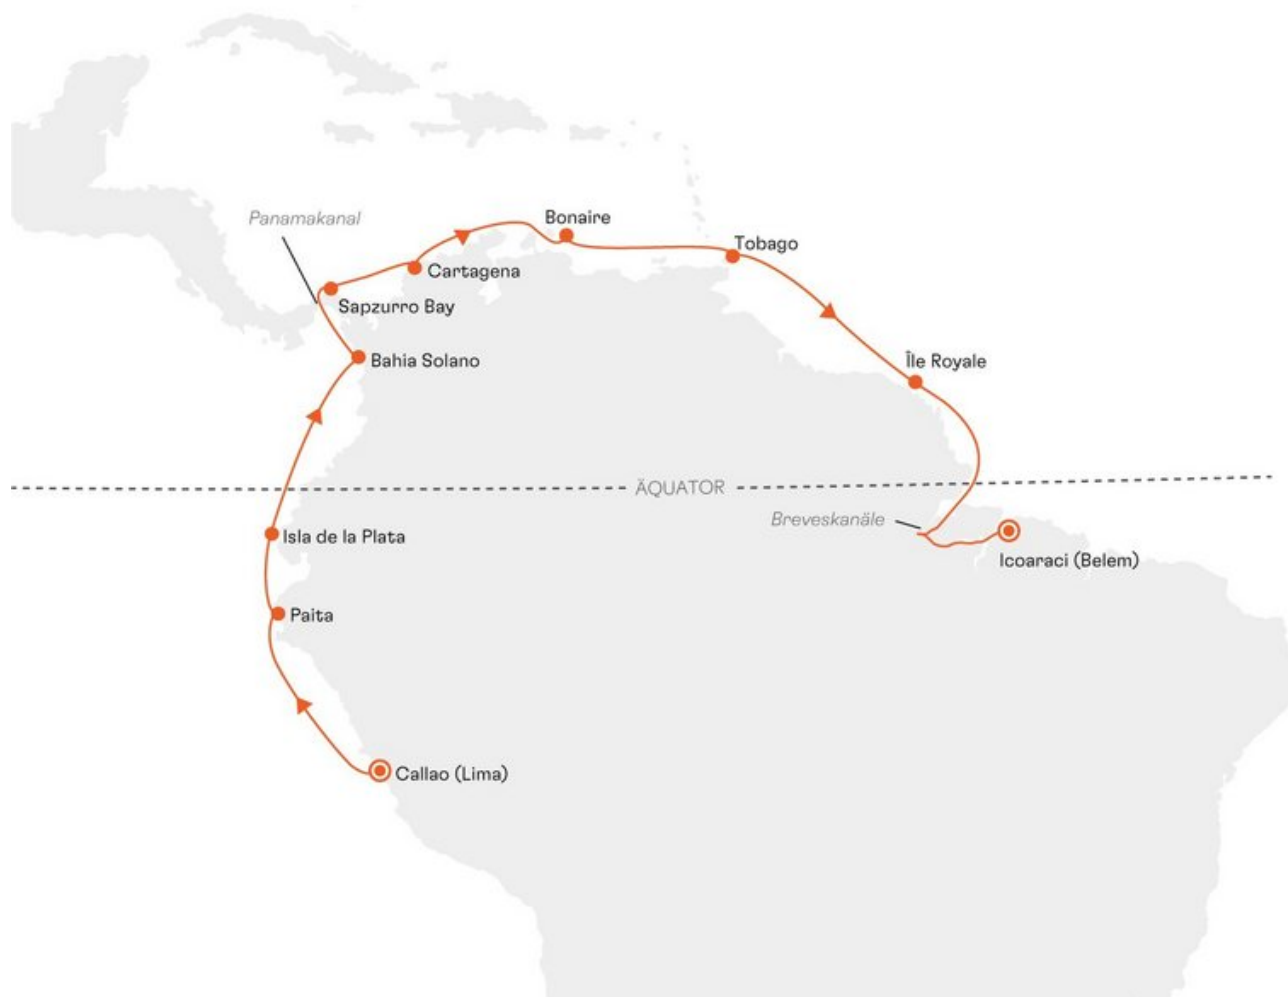 Panamakanal
Bonaire
Tobago
Cartagena
Sapzurro Bay
Bahia Solano
Île Royale
ÄQUATOR
Breveskanäle
Isla de la Plata
Icoaraci (Belem)
Paita
Callao (Lima)